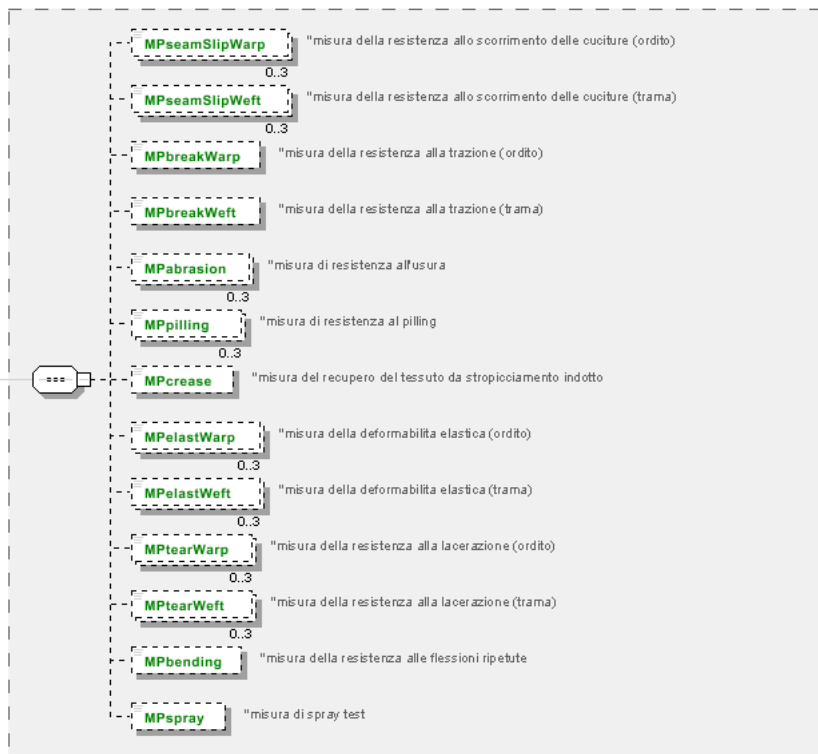 MPseamSlipWarp "misura della resistenza allo scorrimento delle cuciture (ordito)
0..3
MPseamSlipWeft "misura della resistenza allo scorrimento delle cuciture (trama)
0..3
MPbreakWarp "misura della resistenza alla trazione (ordito)
MPbreakWeft "misura della resistenza alla trazione (trama)
MPabrasion "misura di resistenza all'usura
0..3
MPpilling "misura di resistenza al pilling
0..3
MPcrease "misura del recupero del tessuto da stropicciamento indotto
MPelastWarp "misura della deformabilita elastica (ordito)
0..3
MPelastWeft "misura della deformabilita elastica (trama)
0..3
MPtearWarp "misura della resistenza alla lacerazione (ordito)
0..3
MPtearWeft "misura della resistenza alla lacerazione (trama)
0..3
MPbending "misura della resistenza alle flessioni ripetute
MPspray "misura di spray test